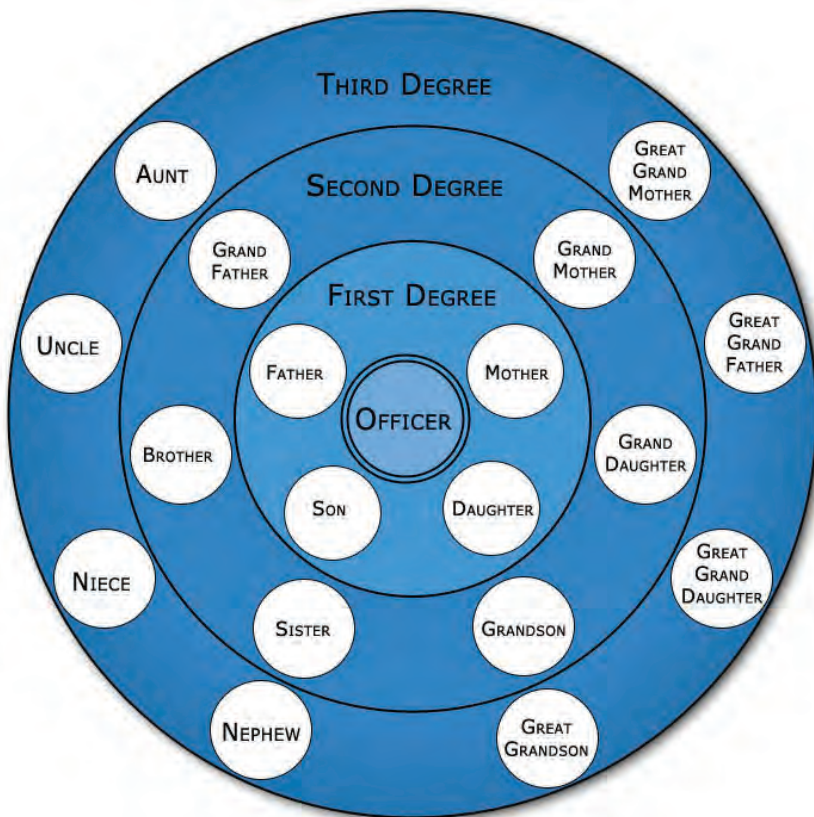 THIRD DEGREE
AUNT
GREAT
GRAND
MOTHER
SECOND DEGREE
GRAND
FATHER
GRAND
MOTHER
FIRST DEGREE
UNCLE
GREAT
GRAND
FATHER
FATHER
MOTHER
OFFICER
BROTHER
GRAND
DAUGHTER
SON
DAUGHTER
NIECE
GREAT
GRAND
DAUGHTER
SISTER
GRANDSON
NEPHEW
GREAT
GRANDSON